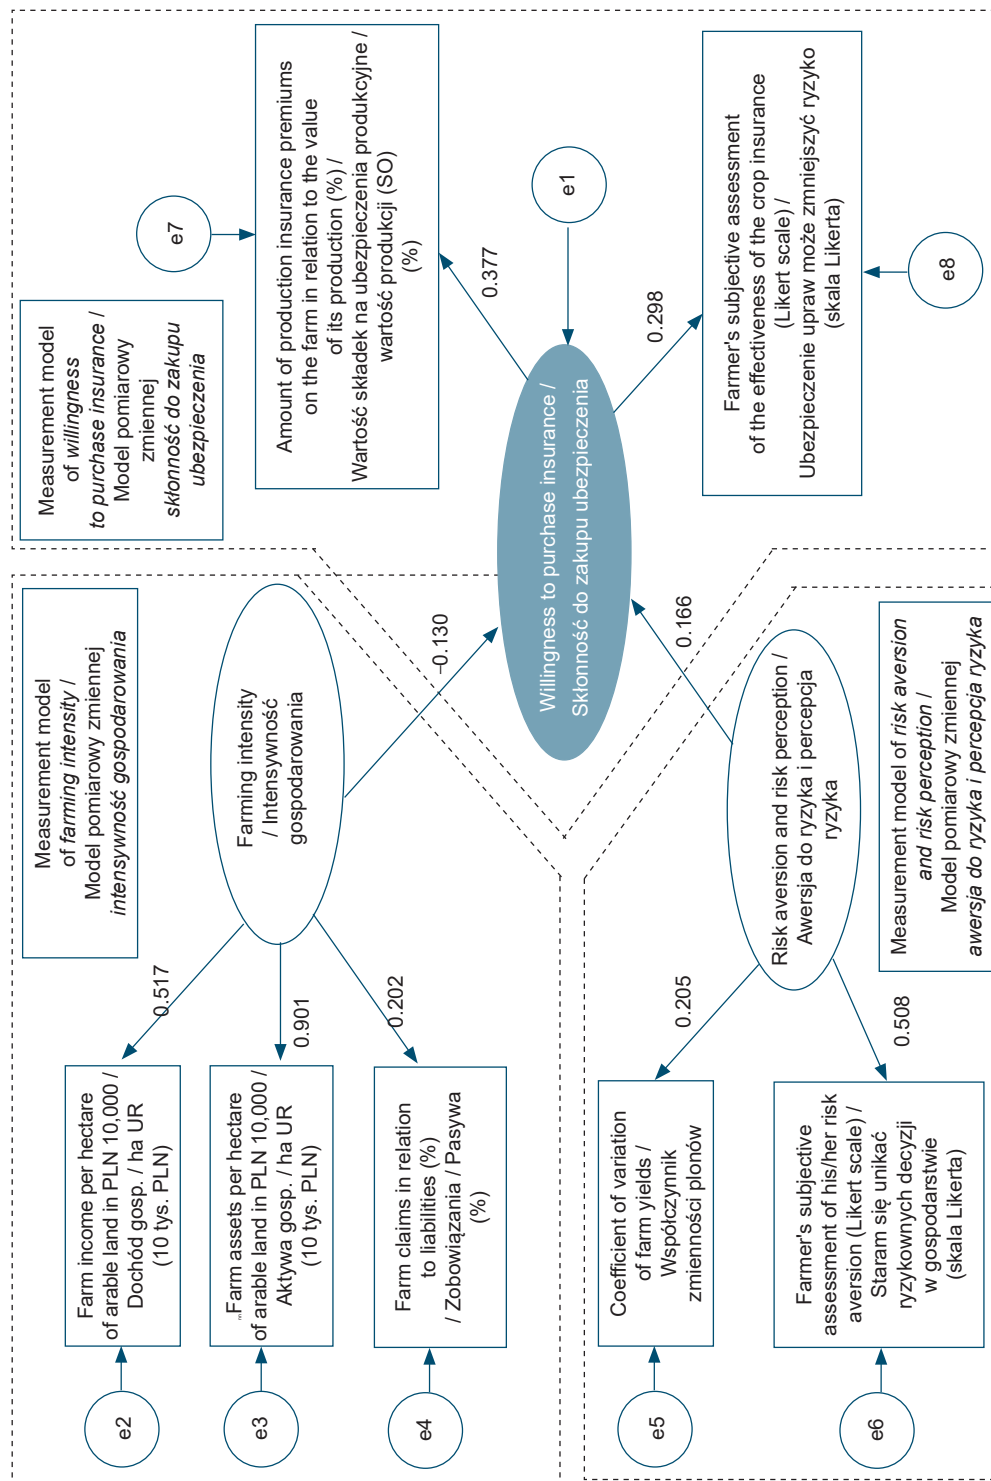 Measurement model
of farming intensity /
Model pomiarowy zmiennej
intensywność gospodarowania
Measurement model
of willingness
to purchase insurance /
Model pomiarowy
zmiennej
skłonność do zakupu
ubezpieczenia
e2
Farm income per hectare
of arable land in PLN 10,000 /
Dochód gosp. / ha UR
(10 tys. PLN)
0.517
e3
„Farm assets per hectare
of arable land in PLN 10,000 /
Aktywa gosp. / ha UR
(10 tys. PLN)
0.901
e4
Farm claims in relation
to liabilities (%)
/ Zobowiązania / Pasywa
(%)
0.202
Farming intensity
/ Intensywność
gospodarowania
–0.130
e7
Amount of production insurance premiums
on the farm in relation to the value
of its production (%) /
Wartość składek na ubezpieczenia produkcyjne /
wartość produkcji (SO)
(%)
0.377
Willingness to purchase insurance /
Skłonność do zakupu ubezpieczenia
e1
0.298
0.166
e5
Coefficient of variation
of farm yields /
Współczynnik
zmienności plonów
0.205
e6
Farmer's subjective
assessment of his/her risk
aversion (Likert scale) /
Staram się unikać
ryzykownych decyzji
w gospodarstwie
(skala Likerta)
0.508
Risk aversion and risk perception /
Awersja do ryzyka i percepcja
ryzyka
Farmer's subjective assessment
of the effectiveness of the crop insurance
(Likert scale) /
Ubezpieczenie upraw może zmniejszyć ryzyko
(skala Likerta)
e8
Measurement model of risk aversion
and risk perception /
Model pomiarowy zmiennej
awersja do ryzyka i percepcja ryzyka